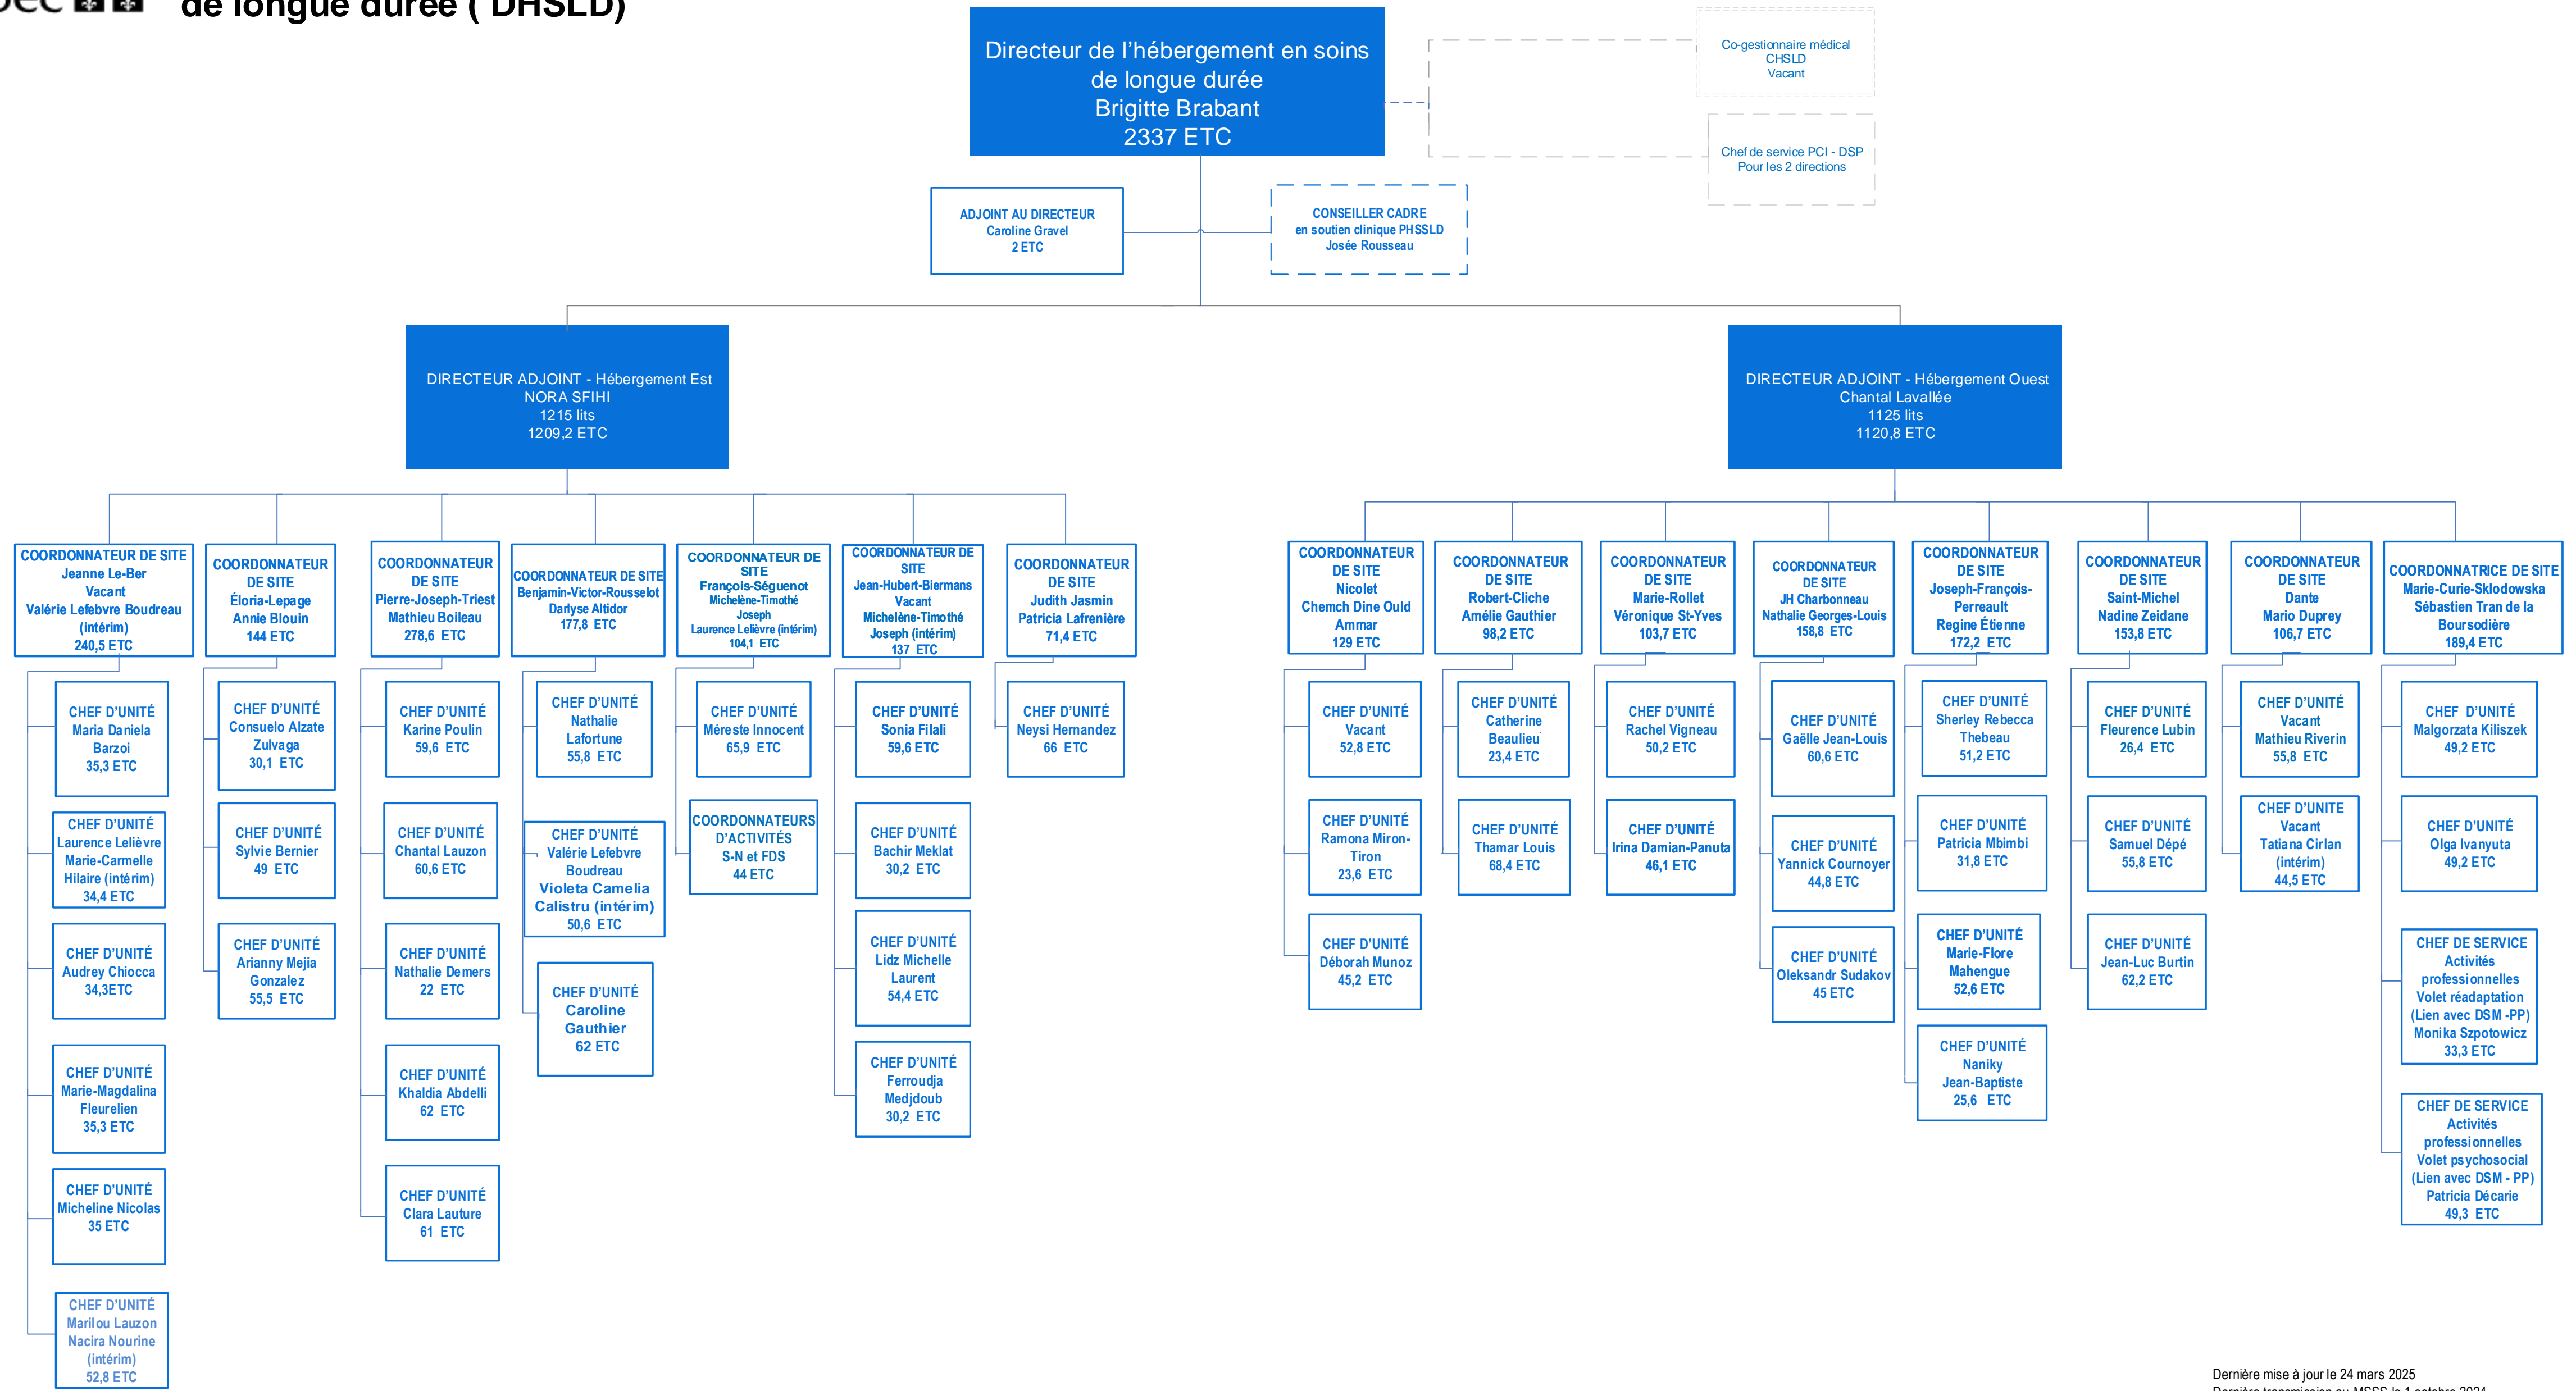 de longue durée ( DHSLD)
Directeur de l'hébergement en soins
de longue durée
Brigitte Brabant
2337 ETC
Co-gestionnaire médical
CHSLD
Vacant
Chef de service PCI - DSP
Pour les 2 directions
ADJOINT AU DIRECTEUR
Caroline Gravel
2 ETC
CONSEILLER CADRE
en soutien clinique PHSSLD
Josée Rousseau
DIRECTEUR ADJOINT - Hébergement Est
NORA SFIHI
1215 lits
1209,2 ETC
DIRECTEUR ADJOINT - Hébergement Ouest
Chantal Lavallée
1125 lits
1120,8 ETC
COORDONNATEUR DE SITE
Jeanne Le-Ber
Vacant
Valérie Lefebvre Boudreau
(intérim)
240,5 ETC
CHEF D'UNITÉ
Maria Daniela
Barzoi
35,3 ETC
CHEF D'UNITÉ
Laurence Lelièvre
Marie-Carmelle
Hilaire (intérim)
34,4 ETC
CHEF D'UNITÉ
Audrey Chiocca
34,3ETC
CHEF D'UNITÉ
Marie-Magdalina
Fleurelien
35,3 ETC
CHEF D'UNITÉ
Micheline Nicolas
35 ETC
CHEF D'UNITÉ
Marilou Lauzon
Nacira Nourine
(intérim)
52,8 ETC
COORDONNATEUR
DE SITE
Éloria-Lepage
Annie Blouin
144 ETC
CHEF D'UNITÉ
Consuelo Alzate
Zulvaga
30,1 ETC
CHEF D'UNITÉ
Sylvie Bernier
49 ETC
CHEF D'UNITÉ
Arianny Mejia
Gonzalez
55,5 ETC
COORDONNATEUR
DE SITE
Pierre-Joseph-Triest
Mathieu Boileau
278,6 ETC
CHEF D'UNITÉ
Karine Poulin
59,6 ETC
CHEF D'UNITÉ
Chantal Lauzon
60,6 ETC
CHEF D'UNITÉ
Nathalie Demers
22 ETC
CHEF D'UNITÉ
Khaldia Abdelli
62 ETC
CHEF D'UNITÉ
Clara Lauture
61 ETC
COORDONNATEUR DE SITE
Benjamin-Victor-Rousselot
Darlyse Altidor
177,8 ETC
CHEF D'UNITÉ
Nathalie
Lafortune
55,8 ETC
CHEF D'UNITÉ
Valérie Lefebvre
Boudreau
Violeta Camelia
Calistru (intérim)
50,6 ETC
CHEF D'UNITÉ
Caroline
Gauthier
62 ETC
COORDONNATEUR DE
SITE
François-Séguenot
Michelène-Timothé
Joseph
Laurence Lelièvre (intérim)
104,1 ETC
CHEF D'UNITÉ
Méreste Innocent
65,9 ETC
COORDONNATEURS
D'ACTIVITÉS
S-N et FDS
44 ETC
COORDONNATEUR DE
SITE
Jean-Hubert-Biermans
Vacant
Michelène-Timothé
Joseph (intérim)
137 ETC
CHEF D'UNITÉ
Sonia Filali
59,6 ETC
CHEF D'UNITÉ
Bachir Meklat
30,2 ETC
CHEF D'UNITÉ
Lidz Michelle
Laurent
54,4 ETC
CHEF D'UNITÉ
Ferroudja
Medjdoub
30,2 ETC
COORDONNATEUR
DE SITE
Judith Jasmin
Patricia Lafrenière
71,4 ETC
CHEF D'UNITÉ
Neysi Hernandez
66 ETC
COORDONNATEUR
DE SITE
Nicolet
Chemch Dine Ould
Ammar
129 ETC
CHEF D'UNITÉ
Vacant
52,8 ETC
CHEF D'UNITÉ
Ramona Miron-
Tiron
23,6 ETC
CHEF D'UNITÉ
Déborah Munoz
45,2 ETC
COORDONNATEUR
DE SITE
Robert-Cliche
Amélie Gauthier
98,2 ETC
CHEF D'UNITÉ
Catherine
Beaulieu
23,4 ETC
CHEF D'UNITÉ
Thamar Louis
68,4 ETC
COORDONNATEUR
DE SITE
Marie-Rollet
Véronique St-Yves
103,7 ETC
CHEF D'UNITÉ
Rachel Vigneau
50,2 ETC
CHEF D'UNITÉ
Irina Damian-Panuta
46,1 ETC
COORDONNATEUR
DE SITE
JH Charbonneau
Nathalie Georges-Louis
158,8 ETC
CHEF D'UNITÉ
Gaëlle Jean-Louis
60,6 ETC
CHEF D'UNITÉ
Yannick Cournoyer
44,8 ETC
CHEF D'UNITÉ
Oleksandr Sudakov
45 ETC
COORDONNATEUR
DE SITE
Joseph-François-
Perreault
Regine Étienne
172,2 ETC
CHEF D'UNITÉ
Sherley Rebecca
Thebeau
51,2 ETC
CHEF D'UNITÉ
Patricia Mbimbi
31,8 ETC
CHEF D'UNITÉ
Marie-Flore
Mahengue
52,6 ETC
CHEF D'UNITÉ
Naniky
Jean-Baptiste
25,6 ETC
COORDONNATEUR
DE SITE
Saint-Michel
Nadine Zeidane
153,8 ETC
CHEF D'UNITÉ
Fleurence Lubin
26,4 ETC
CHEF D'UNITÉ
Samuel Dépé
55,8 ETC
CHEF D'UNITÉ
Jean-Luc Burtin
62,2 ETC
COORDONNATEUR
DE SITE
Dante
Mario Duprey
106,7 ETC
CHEF D'UNITÉ
Vacant
Mathieu Riverin
55,8 ETC
CHEF D'UNITE
Vacant
Tatiana Cirlan
(intérim)
44,5 ETC
COORDONNATRICE DE SITE
Marie-Curie-Sklodowska
Sébastien Tran de la
Boursodière
189,4 ETC
CHEF D'UNITÉ
Malgorzata Kiliszek
49,2 ETC
CHEF D'UNITÉ
Olga Ivanyuta
49,2 ETC
CHEF DE SERVICE
Activités
professionnelles
Volet réadaptation
(Lien avec DSM -PP)
Monika Szpotowicz
33,3 ETC
CHEF DE SERVICE
Activités
professionnelles
Volet psychosocial
(Lien avec DSM - PP)
Patricia Décarie
49,3 ETC
Dernière mise à jour le 24 mars 2025
Dernière transmission au MSSS le 1 octobre 2024